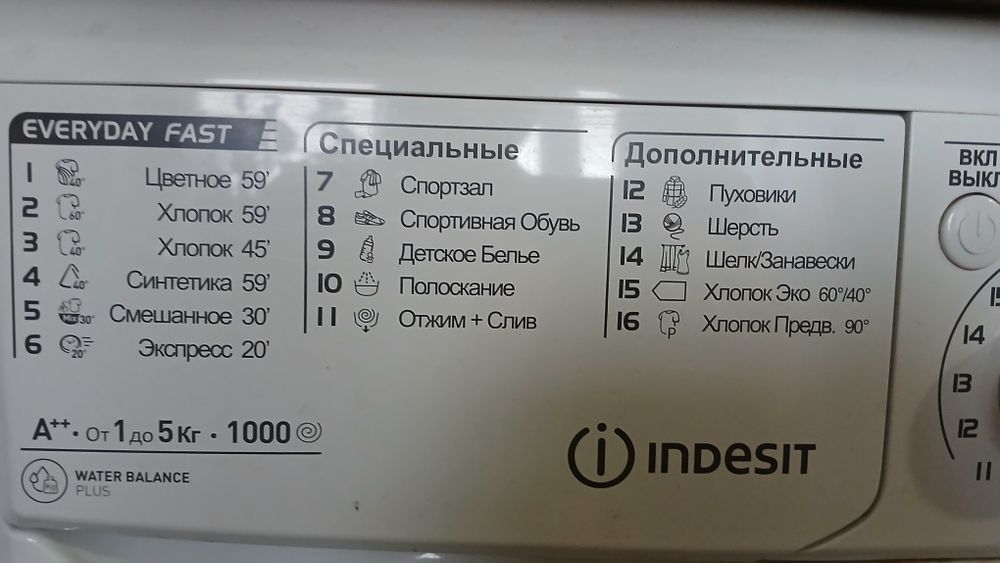 EVERYDAY FAST
1 40° Цветное 59’
2 60° Хлопок 59’
3 40° Хлопок 45’
4 40° Синтетика 59’
5 30° Смешанное 30’
6 20° Экспресс 20’
Специальные
7 Спортзал
8 Спортивная Обувь
9 Детское Белье
10 Полоскание
11 Отжим + Слив
Дополнительные
12 Пуховики
13 Шерсть
14 Шелк/Занавески
15 Хлопок Эко 60°/40°
16 P Хлопок Предв. 90°
A++ · От 1 до 5 Кг · 1000
Kg WATER BALANCE
PLUS
INDESIT
ВКЛ
ВЫКЛ
15
14
13
12
11